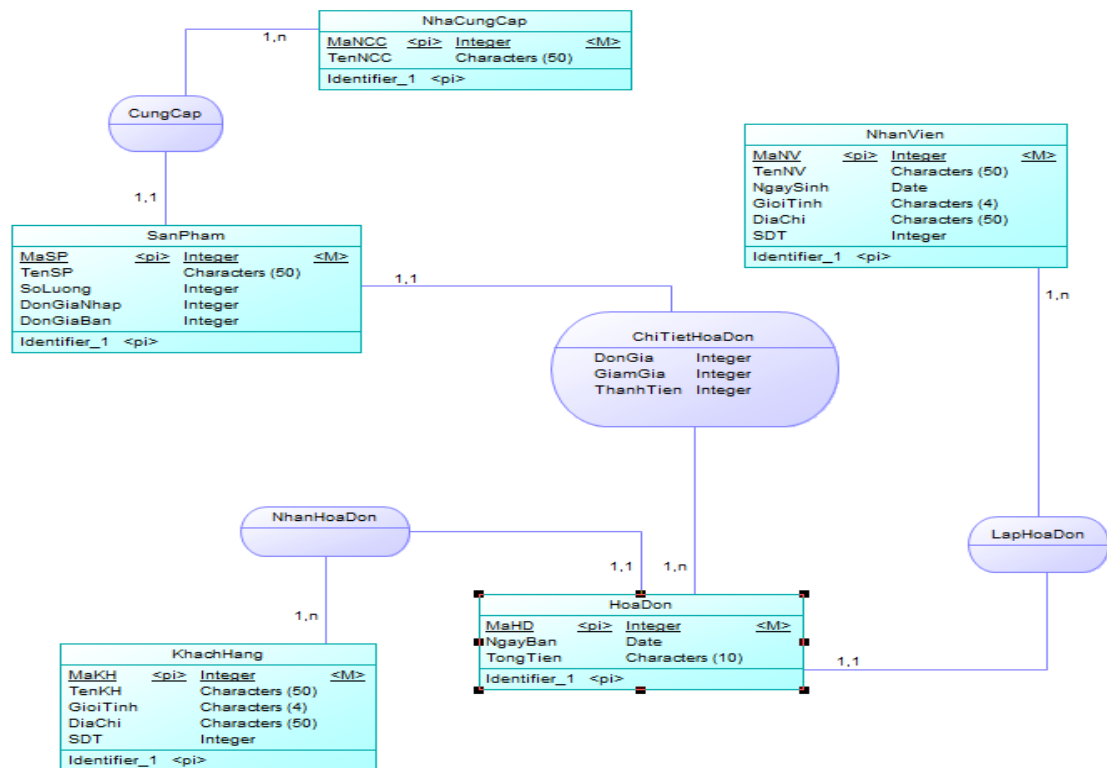 NhaCungCap
MaNCC <pi> Integer <M>
TenNCC Characters (50)
Identifier_1 <pi>
1,n
CungCap
1,1
NhanVien
MaNV <pi> Integer <M>
TenNV Characters (50)
NgaySinh Date
GioiTinh Characters (4)
DiaChi Characters (50)
SDT Integer
Identifier_1 <pi>
SanPham
MaSP <pi> Integer <M>
TenSP Characters (50)
SoLuong Integer
DonGiaNhap Integer
DonGiaBan Integer
Identifier_1 <pi>
1,1
1,n
ChiTietHoaDon
DonGia Integer
GiamGia Integer
ThanhTien Integer
NhanHoaDon
LapHoaDon
1,1
1,n
1,n
HoaDon
MaHD <pi> Integer <M>
NgayBan Date
TongTien Characters (10)
Identifier_1 <pi>
1,1
KhachHang
MaKH <pi> Integer <M>
TenKH Characters (50)
GioiTinh Characters (4)
DiaChi Characters (50)
SDT Integer
Identifier_1 <pi>